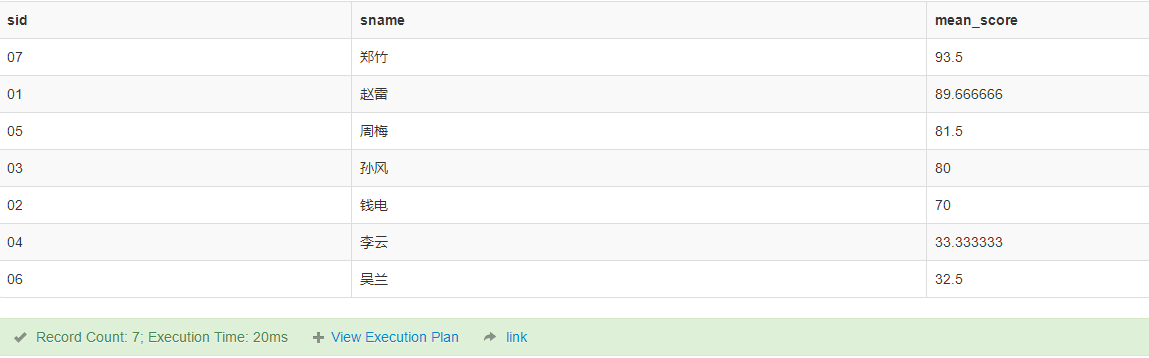 sid sname mean_score
07 郑竹 93.5
01 赵雷 89.666666
05 周梅 81.5
03 孙风 80
02 钱电 70
04 李云 33.333333
06 吴兰 32.5
Record Count: 7; Execution Time: 20ms View Execution Plan link